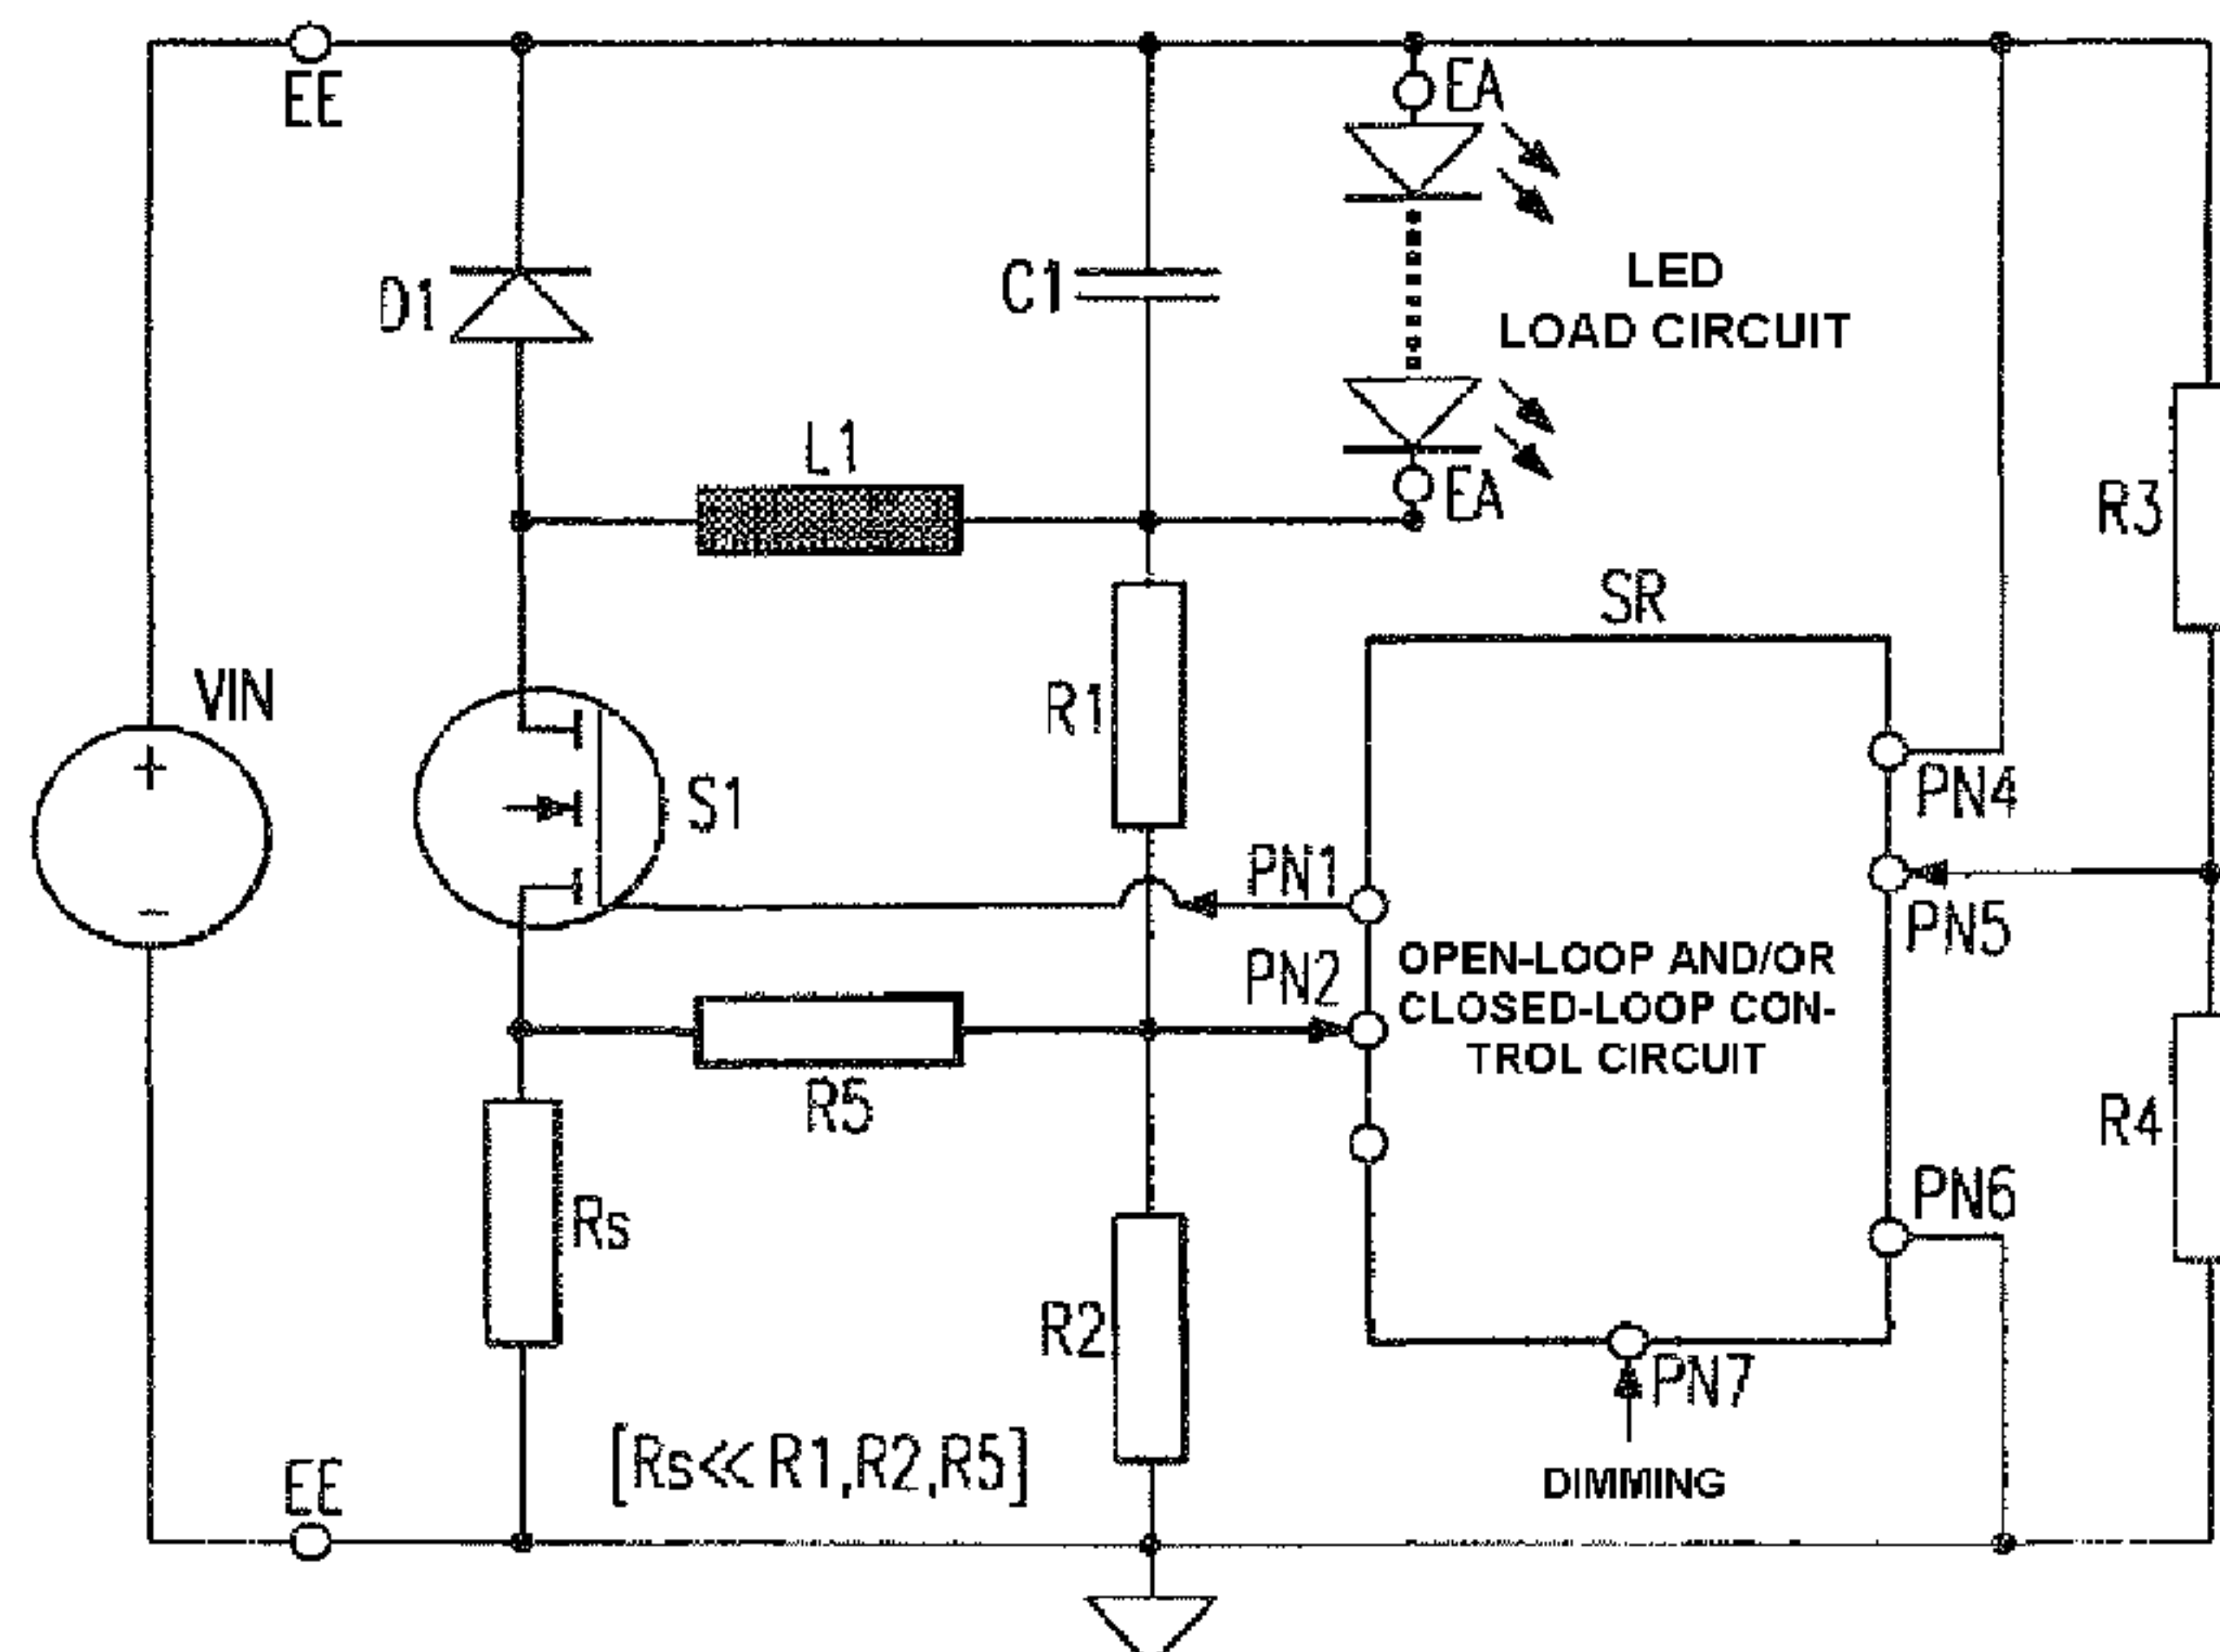 EE
EA
D1
C1
LED
LOAD CIRCUIT
L1
EA
R3
SR
VIN
R1
+
S1
PN4
PN1
-
PN5
PN2
OPEN-LOOP AND/OR
CLOSED-LOOP CON-
TROL CIRCUIT
R5
R4
Rs
PN6
R2
PN7
[Rs<<R1,R2,R5]
EE
DIMMING